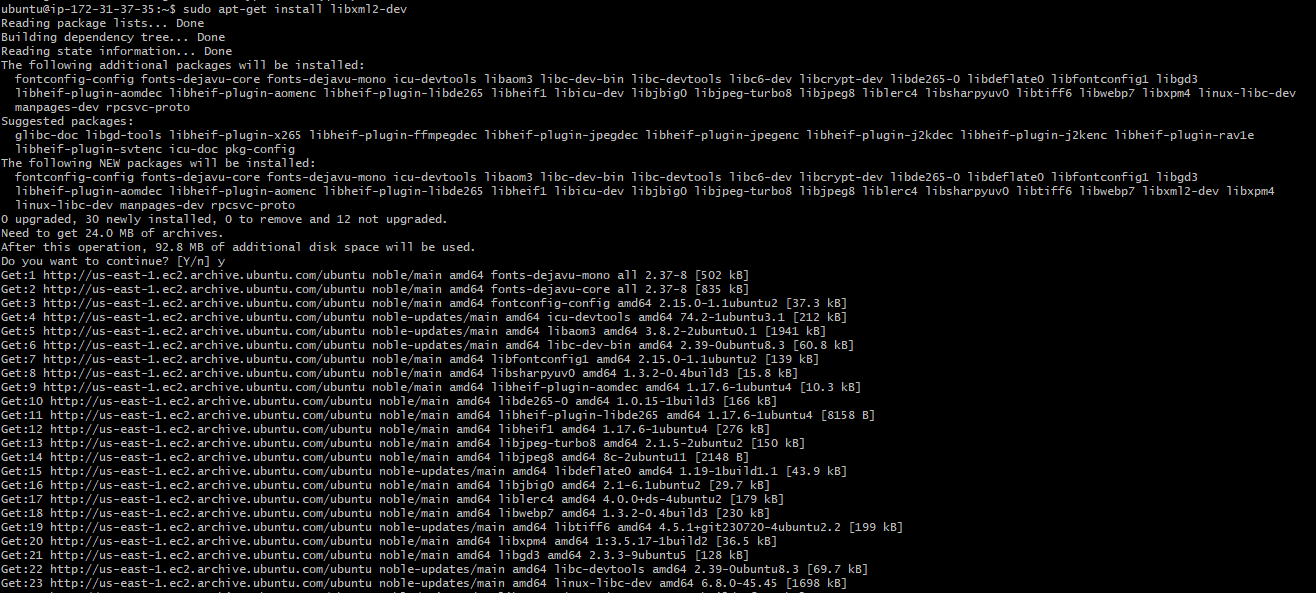 ubuntu@ip-172-31-37-35:~$ sudo apt-get install libxml2-dev
Reading package lists... Done
Building dependency tree... Done
Reading state information... Done
The following additional packages will be installed:
  fontconfig-config fonts-dejavu-core fonts-dejavu-mono icu-devtools libaom3 libc-dev-bin libc-devtools libc6-dev libcrypt-dev libde265-0 libdeflate0 libfontconfig1 libgd3
  libheif-plugin-aomdec libheif-plugin-aomenc libheif-plugin-libde265 libheif1 libicu-dev libjbig0 libjpeg-turbo8 libjpeg8 liblerc4 libsharpyuv0 libtiff6 libwebp7 libxpm4 linux-libc-dev
  manpages-dev rpcsvc-proto
Suggested packages:
  glibc-doc libgd-tools libheif-plugin-x265 libheif-plugin-ffmpegdec libheif-plugin-jpegdec libheif-plugin-jpegenc libheif-plugin-j2kdec libheif-plugin-j2kenc libheif-plugin-rav1e
  libheif-plugin-svtenc icu-doc pkg-config
The following NEW packages will be installed:
  fontconfig-config fonts-dejavu-core fonts-dejavu-mono icu-devtools libaom3 libc-dev-bin libc-devtools libc6-dev libcrypt-dev libde265-0 libdeflate0 libfontconfig1 libgd3
  libheif-plugin-aomdec libheif-plugin-aomenc libheif-plugin-libde265 libheif1 libicu-dev libjbig0 libjpeg-turbo8 libjpeg8 liblerc4 libsharpyuv0 libtiff6 libwebp7 libxml2-dev libxpm4
  linux-libc-dev manpages-dev rpcsvc-proto
0 upgraded, 30 newly installed, 0 to remove and 12 not upgraded.
Need to get 24.0 MB of archives.
After this operation, 92.8 MB of additional disk space will be used.
Do you want to continue? [Y/n] y
Get:1 http://us-east-1.ec2.archive.ubuntu.com/ubuntu noble/main amd64 fonts-dejavu-mono all 2.37-8 [502 kB]
Get:2 http://us-east-1.ec2.archive.ubuntu.com/ubuntu noble/main amd64 fonts-dejavu-core all 2.37-8 [835 kB]
Get:3 http://us-east-1.ec2.archive.ubuntu.com/ubuntu noble/main amd64 fontconfig-config amd64 2.15.0-1.1ubuntu2 [37.3 kB]
Get:4 http://us-east-1.ec2.archive.ubuntu.com/ubuntu noble-updates/main amd64 icu-devtools amd64 74.2-1ubuntu3.1 [212 kB]
Get:5 http://us-east-1.ec2.archive.ubuntu.com/ubuntu noble-updates/main amd64 libaom3 amd64 3.8.2-2ubuntu0.1 [1941 kB]
Get:6 http://us-east-1.ec2.archive.ubuntu.com/ubuntu noble-updates/main amd64 libc-dev-bin amd64 2.39-0ubuntu8.3 [60.8 kB]
Get:7 http://us-east-1.ec2.archive.ubuntu.com/ubuntu noble/main amd64 libfontconfig1 amd64 2.15.0-1.1ubuntu2 [139 kB]
Get:8 http://us-east-1.ec2.archive.ubuntu.com/ubuntu noble/main amd64 libsharpyuv0 amd64 1.3.2-0.4build3 [15.8 kB]
Get:9 http://us-east-1.ec2.archive.ubuntu.com/ubuntu noble/main amd64 libheif-plugin-aomdec amd64 1.17.6-1ubuntu4 [10.3 kB]
Get:10 http://us-east-1.ec2.archive.ubuntu.com/ubuntu noble/main amd64 libde265-0 amd64 1.0.15-1build3 [166 kB]
Get:11 http://us-east-1.ec2.archive.ubuntu.com/ubuntu noble/main amd64 libheif-plugin-libde265 amd64 1.17.6-1ubuntu4 [8158 B]
Get:12 http://us-east-1.ec2.archive.ubuntu.com/ubuntu noble/main amd64 libheif1 amd64 1.17.6-1ubuntu4 [276 kB]
Get:13 http://us-east-1.ec2.archive.ubuntu.com/ubuntu noble/main amd64 libjpeg-turbo8 amd64 2.1.5-2ubuntu2 [150 kB]
Get:14 http://us-east-1.ec2.archive.ubuntu.com/ubuntu noble/main amd64 libjpeg8 amd64 8c-2ubuntu11 [2148 B]
Get:15 http://us-east-1.ec2.archive.ubuntu.com/ubuntu noble-updates/main amd64 libdeflate0 amd64 1.19-1build1.1 [43.9 kB]
Get:16 http://us-east-1.ec2.archive.ubuntu.com/ubuntu noble/main amd64 libjbig0 amd64 2.1-6.1ubuntu2 [29.7 kB]
Get:17 http://us-east-1.ec2.archive.ubuntu.com/ubuntu noble/main amd64 liblerc4 amd64 4.0.0+ds-4ubuntu2 [179 kB]
Get:18 http://us-east-1.ec2.archive.ubuntu.com/ubuntu noble/main amd64 libwebp7 amd64 1.3.2-0.4build3 [230 kB]
Get:19 http://us-east-1.ec2.archive.ubuntu.com/ubuntu noble-updates/main amd64 libtiff6 amd64 4.5.1+git230720-4ubuntu2.2 [199 kB]
Get:20 http://us-east-1.ec2.archive.ubuntu.com/ubuntu noble/main amd64 libxpm4 amd64 1:3.5.17-1build2 [36.5 kB]
Get:21 http://us-east-1.ec2.archive.ubuntu.com/ubuntu noble/main amd64 libgd3 amd64 2.3.3-9ubuntu5 [128 kB]
Get:22 http://us-east-1.ec2.archive.ubuntu.com/ubuntu noble-updates/main amd64 libc-devtools amd64 2.39-0ubuntu8.3 [69.7 kB]
Get:23 http://us-east-1.ec2.archive.ubuntu.com/ubuntu noble-updates/main amd64 linux-libc-dev amd64 6.8.0-45.45 [1698 kB]